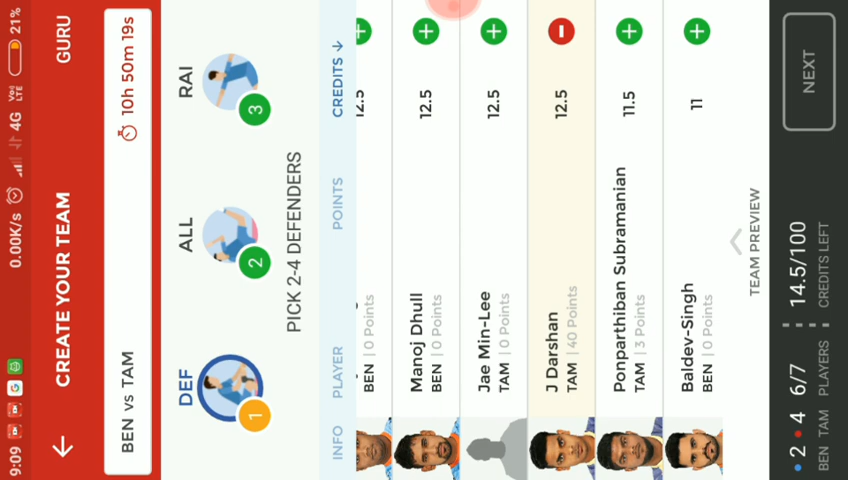 9:09
0.00K/s
4G
VoLTE
21%
CREATE YOUR TEAM
GURU
BEN vs TAM
10h 50m 19s
DEF
ALL
RAI
1
2
3
PICK 2-4 DEFENDERS
INFO
PLAYER
POINTS
CREDITS ↓
BEN | 0 Points
12.5
Manoj Dhull
BEN | 0 Points
12.5
Jae Min-Lee
TAM | 0 Points
12.5
J Darshan
TAM | 40 Points
12.5
Ponparthiban Subramanian
TAM | 3 Points
11.5
Baldev-Singh
BEN | 0 Points
11
TEAM PREVIEW
2
4
6/7
14.5/100
BEN TAM
PLAYERS
CREDITS LEFT
NEXT